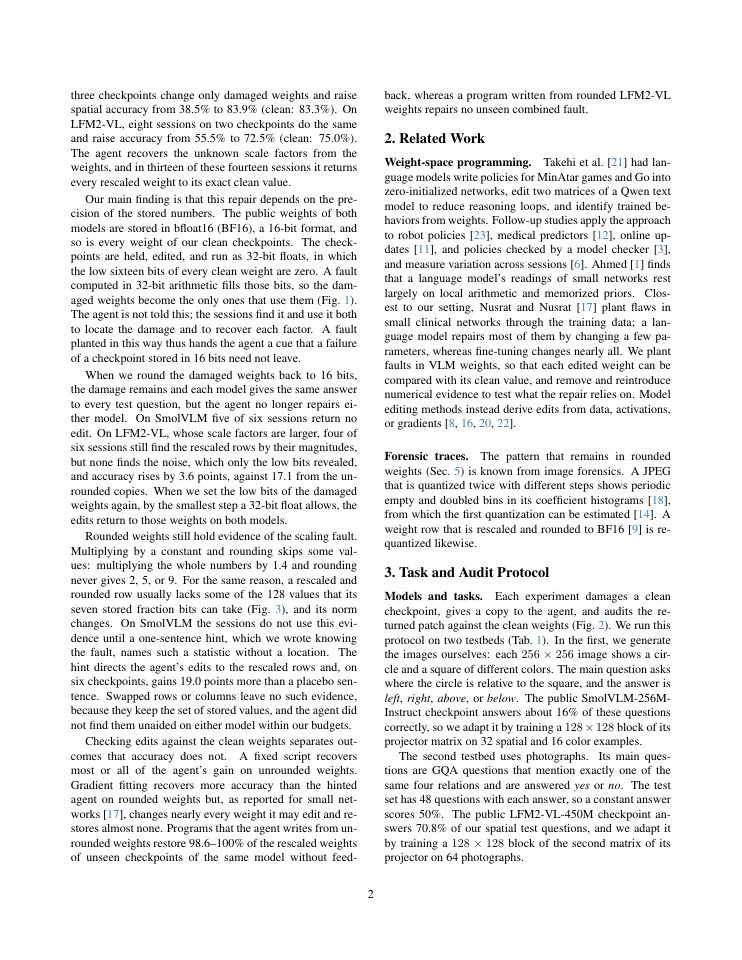 three checkpoints change only damaged weights and raise
spatial accuracy from 38.5% to 83.9% (clean: 83.3%). On
LFM2-VL, eight sessions on two checkpoints do the same
and raise accuracy from 55.5% to 72.5% (clean: 75.0%).
The agent recovers the unknown scale factors from the
weights, and in thirteen of these fourteen sessions it returns
every rescaled weight to its exact clean value.
Our main finding is that this repair depends on the pre-
cision of the stored numbers. The public weights of both
models are stored in bfloat16 (BF16), a 16-bit format, and
so is every weight of our clean checkpoints. The check-
points are held, edited, and run as 32-bit floats, in which
the low sixteen bits of every clean weight are zero. A fault
computed in 32-bit arithmetic fills those bits, so the dam-
aged weights become the only ones that use them (Fig. 1).
The agent is not told this; the sessions find it and use it both
to locate the damage and to recover each factor. A fault
planted in this way thus hands the agent a cue that a failure
of a checkpoint stored in 16 bits need not leave.
When we round the damaged weights back to 16 bits,
the damage remains and each model gives the same answer
to every test question, but the agent no longer repairs ei-
ther model. On SmolVLM five of six sessions return no
edit. On LFM2-VL, whose scale factors are larger, four of
six sessions still find the rescaled rows by their magnitudes,
but none finds the noise, which only the low bits revealed,
and accuracy rises by 3.6 points, against 17.1 from the un-
rounded copies. When we set the low bits of the damaged
weights again, by the smallest step a 32-bit float allows, the
edits return to those weights on both models.
Rounded weights still hold evidence of the scaling fault.
Multiplying by a constant and rounding skips some val-
ues: multiplying the whole numbers by 1.4 and rounding
never gives 2, 5, or 9. For the same reason, a rescaled and
rounded row usually lacks some of the 128 values that its
seven stored fraction bits can take (Fig. 3), and its norm
changes. On SmolVLM the sessions do not use this evi-
dence until a one-sentence hint, which we wrote knowing
the fault, names such a statistic without a location. The
hint directs the agent's edits to the rescaled rows and, on
six checkpoints, gains 19.0 points more than a placebo sen-
tence. Swapped rows or columns leave no such evidence,
because they keep the set of stored values, and the agent did
not find them unaided on either model within our budgets.
Checking edits against the clean weights separates out-
comes that accuracy does not. A fixed script recovers
most or all of the agent's gain on unrounded weights.
Gradient fitting recovers more accuracy than the hinted
agent on rounded weights but, as reported for small net-
works [17], changes nearly every weight it may edit and re-
stores almost none. Programs that the agent writes from un-
rounded weights restore 98.6–100% of the rescaled weights
of unseen checkpoints of the same model without feed-
back, whereas a program written from rounded LFM2-VL
weights repairs no unseen combined fault.
2. Related Work
Weight-space programming. Takehi et al. [21] had lan-
guage models write policies for MinAtar games and Go into
zero-initialized networks, edit two matrices of a Qwen text
model to reduce reasoning loops, and identify trained be-
haviors from weights. Follow-up studies apply the approach
to robot policies [23], medical predictors [12], online up-
dates [11], and policies checked by a model checker [3],
and measure variation across sessions [6]. Ahmed [1] finds
that a language model's readings of small networks rest
largely on local arithmetic and memorized priors. Clos-
est to our setting, Nusrat and Nusrat [17] plant flaws in
small clinical networks through the training data; a lan-
guage model repairs most of them by changing a few pa-
rameters, whereas fine-tuning changes nearly all. We plant
faults in VLM weights, so that each edited weight can be
compared with its clean value, and remove and reintroduce
numerical evidence to test what the repair relies on. Model
editing methods instead derive edits from data, activations,
or gradients [8, 16, 20, 22].
Forensic traces. The pattern that remains in rounded
weights (Sec. 5) is known from image forensics. A JPEG
that is quantized twice with different steps shows periodic
empty and doubled bins in its coefficient histograms [18],
from which the first quantization can be estimated [14]. A
weight row that is rescaled and rounded to BF16 [9] is re-
quantized likewise.
3. Task and Audit Protocol
Models and tasks. Each experiment damages a clean
checkpoint, gives a copy to the agent, and audits the re-
turned patch against the clean weights (Fig. 2). We run this
protocol on two testbeds (Tab. 1). In the first, we generate
the images ourselves: each 256 × 256 image shows a cir-
cle and a square of different colors. The main question asks
where the circle is relative to the square, and the answer is
left, right, above, or below. The public SmolVLM-256M-
Instruct checkpoint answers about 16% of these questions
correctly, so we adapt it by training a 128 × 128 block of its
projector matrix on 32 spatial and 16 color examples.
The second testbed uses photographs. Its main ques-
tions are GQA questions that mention exactly one of the
same four relations and are answered yes or no. The test
set has 48 questions with each answer, so a constant answer
scores 50%. The public LFM2-VL-450M checkpoint an-
swers 70.8% of our spatial test questions, and we adapt it
by training a 128 × 128 block of the second matrix of its
projector on 64 photographs.
2